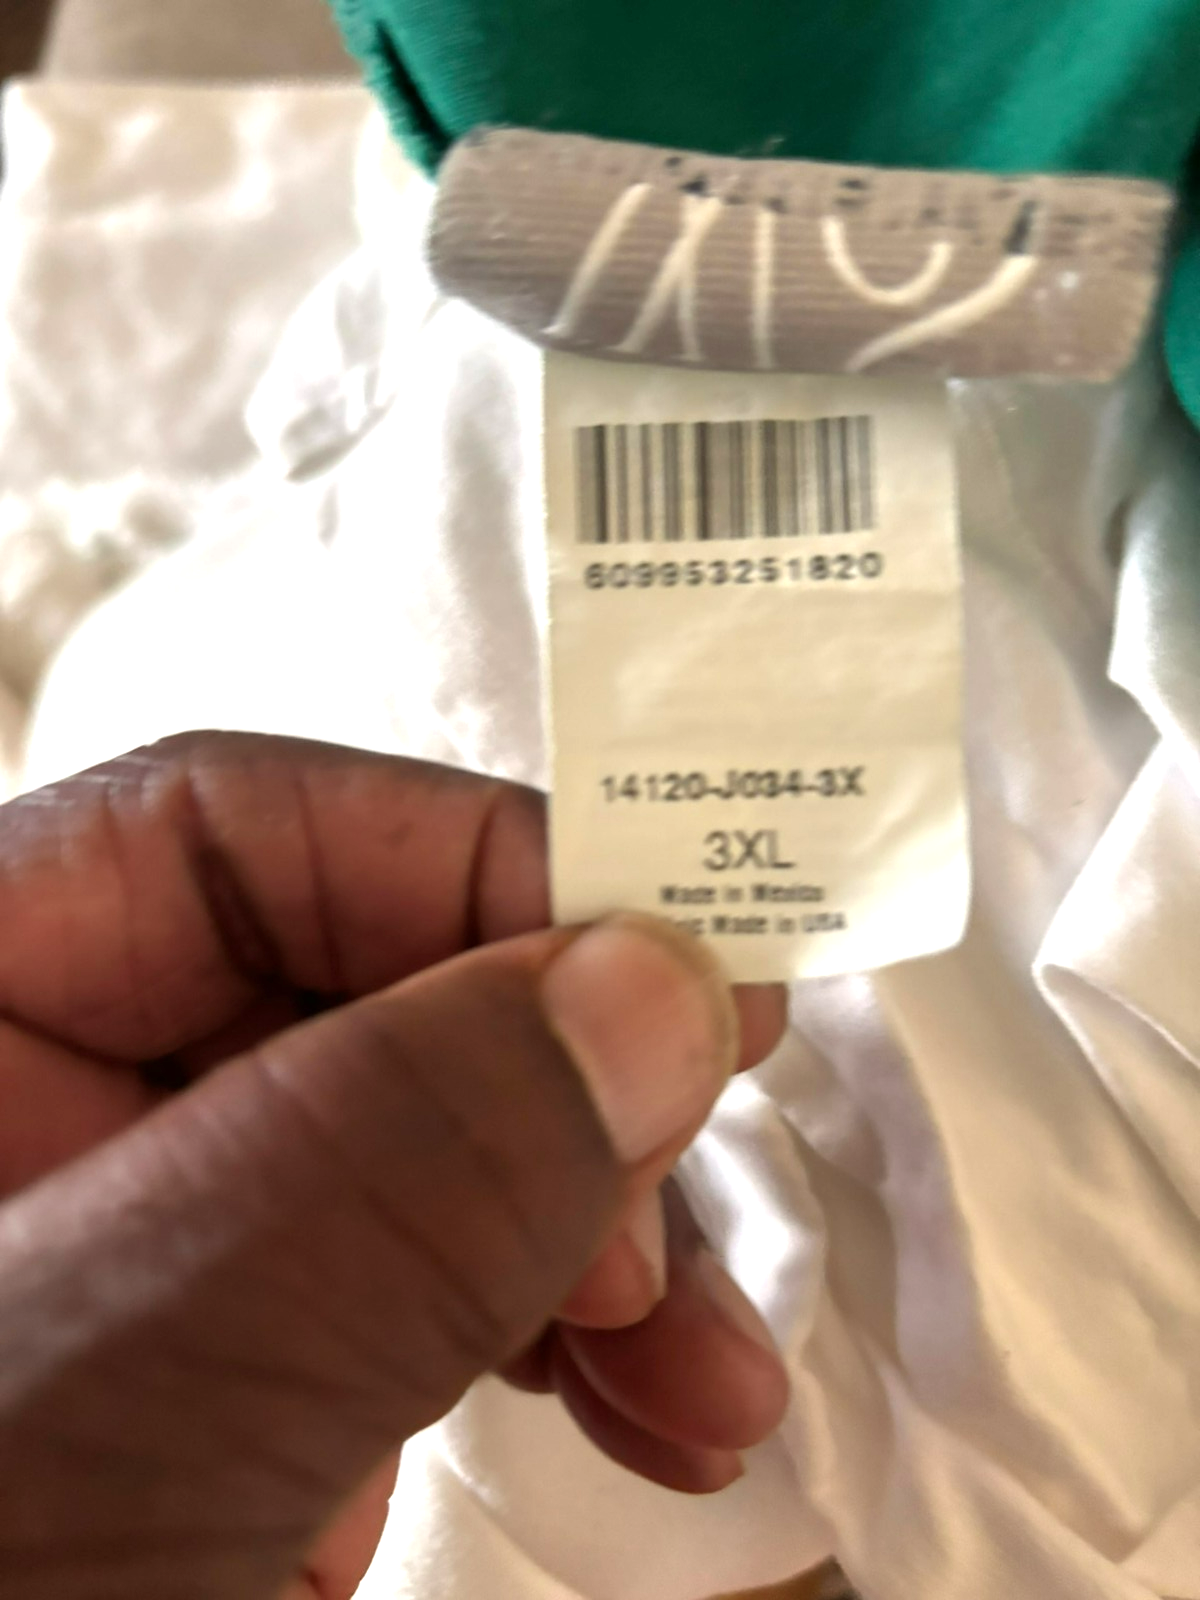 609953251820
14120-J034-3X
3XL
Made in Mexico
Made in USA